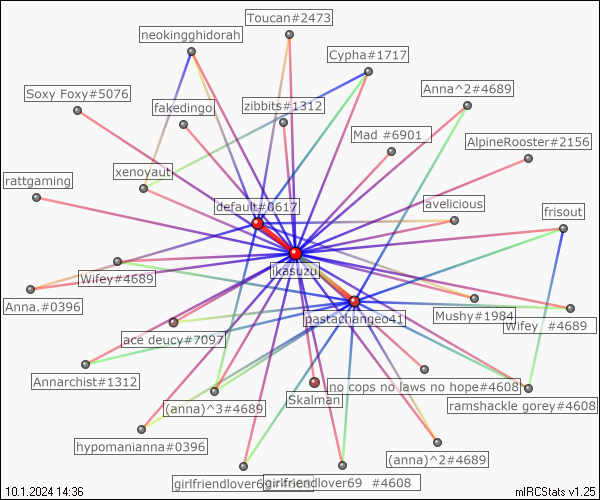 Toucan#2473
neokingghidorah
Cypha#1717
Soxy Foxy#5076
Anna^2#4689
fakedingo
zibbits#1312
Mad #6901
AlpineRooster#2156
xenoyaut
rattgaming
default#0617
avelicious
frisout
ikasuzu
Wifey#4689
Anna.#0396
pastachangeo41
Mushy#1984
Wifey #4689
ace deucy#7097
Annarchist#1312
no cops no laws no hope#4608
Skalman
(anna)^3#4689
ramshackle gorey#4608
hypomanianna#0396
(anna)^2#4689
girlfriendlover69 #4608
10.1.2024 14:36
mIRCStats v1.25